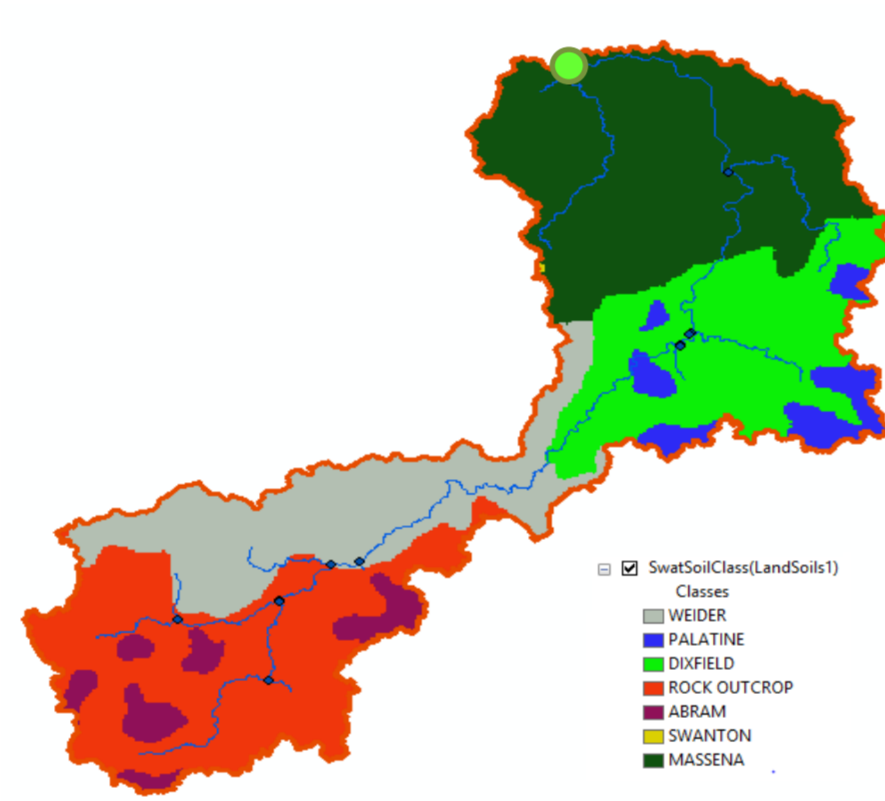 SwatSoilClass(LandSoils1)
Classes
WEIDER
PALATINE
DIXFIELD
ROCK OUTCROP
ABRAM
SWANTON
MASSENA